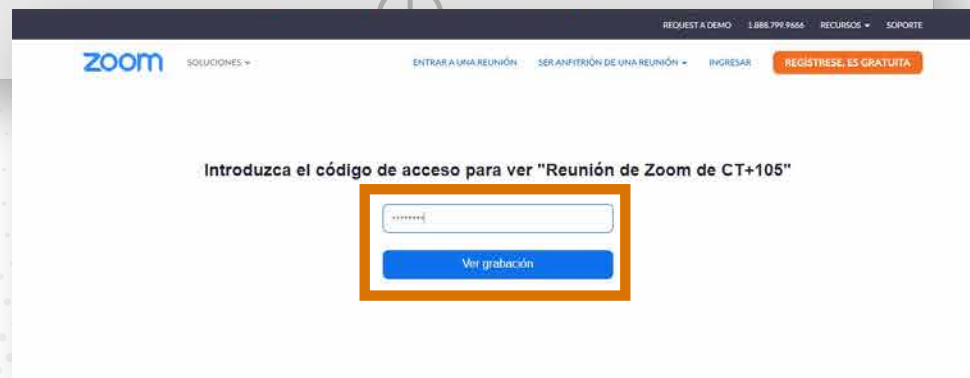 REQUEST A DEMO 1.888.799.9666 RECURSOS SOPORTE
zoom SOLUCIONES ENTRAR A UNA REUNIÓN SER ANFITRIÓN DE UNA REUNIÓN INGRESAR REGÍSTRESE, ES GRATUITA
Introduzca el código de acceso para ver "Reunión de Zoom de CT+105"
••••••••
Ver grabación